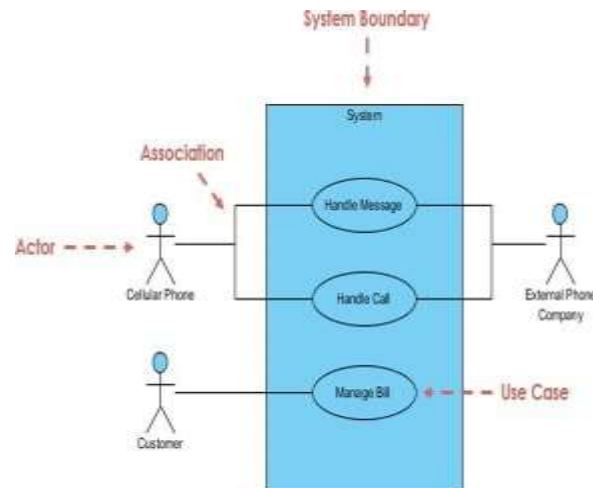 System Boundary
System
Association
Handle Message
Actor
Cellular Phone
Handle Call
External Phone
Company
Manage Bill
Use Case
Customer